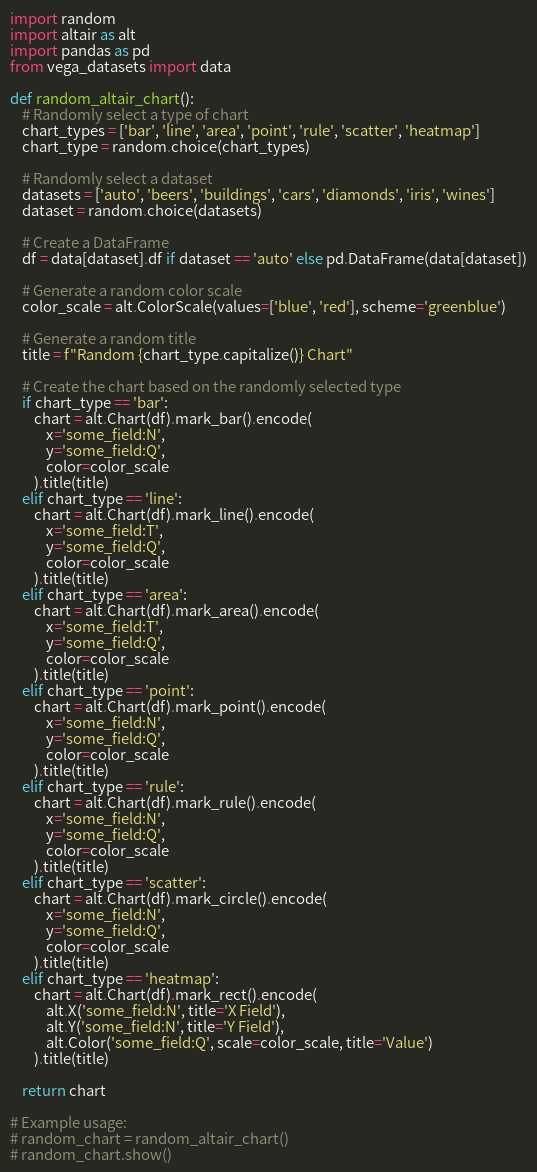 import random
import altair as alt
import pandas as pd
from vega_datasets import data

def random_altair_chart():
    # Randomly select a type of chart
    chart_types = ['bar', 'line', 'area', 'point', 'rule', 'scatter', 'heatmap']
    chart_type = random.choice(chart_types)

    # Randomly select a dataset
    datasets = ['auto', 'beers', 'buildings', 'cars', 'diamonds', 'iris', 'wines']
    dataset = random.choice(datasets)

    # Create a DataFrame
    df = data[dataset].df if dataset == 'auto' else pd.DataFrame(data[dataset])

    # Generate a random color scale
    color_scale = alt.ColorScale(values=['blue', 'red'], scheme='greenblue')

    # Generate a random title
    title = f"Random {chart_type.capitalize()} Chart"

    # Create the chart based on the randomly selected type
    if chart_type == 'bar':
        chart = alt.Chart(df).mark_bar().encode(
            x='some_field:N',
            y='some_field:Q',
            color=color_scale
        ).title(title)
    elif chart_type == 'line':
        chart = alt.Chart(df).mark_line().encode(
            x='some_field:T',
            y='some_field:Q',
            color=color_scale
        ).title(title)
    elif chart_type == 'area':
        chart = alt.Chart(df).mark_area().encode(
            x='some_field:T',
            y='some_field:Q',
            color=color_scale
        ).title(title)
    elif chart_type == 'point':
        chart = alt.Chart(df).mark_point().encode(
            x='some_field:N',
            y='some_field:Q',
            color=color_scale
        ).title(title)
    elif chart_type == 'rule':
        chart = alt.Chart(df).mark_rule().encode(
            x='some_field:N',
            y='some_field:Q',
            color=color_scale
        ).title(title)
    elif chart_type == 'scatter':
        chart = alt.Chart(df).mark_circle().encode(
            x='some_field:N',
            y='some_field:Q',
            color=color_scale
        ).title(title)
    elif chart_type == 'heatmap':
        chart = alt.Chart(df).mark_rect().encode(
            alt.X('some_field:N', title='X Field'),
            alt.Y('some_field:N', title='Y Field'),
            alt.Color('some_field:Q', scale=color_scale, title='Value')
        ).title(title)

    return chart

# Example usage:
# random_chart = random_altair_chart()
# random_chart.show()